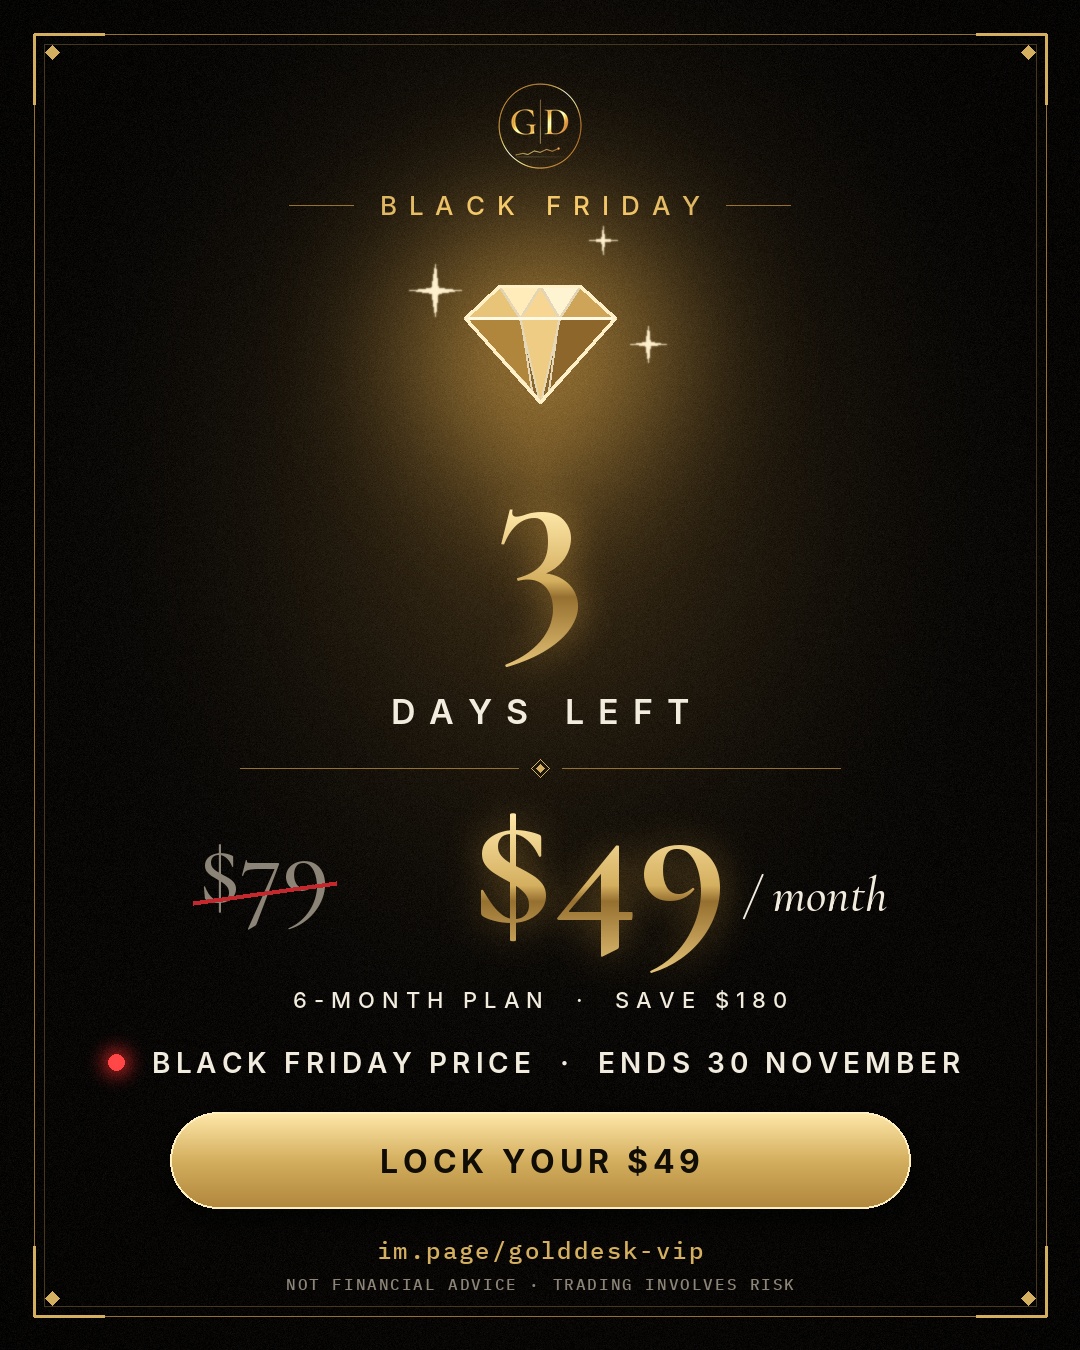 G D
BLACK FRIDAY
3
DAYS LEFT
$79 $49 / month
6-MONTH PLAN · SAVE $180
BLACK FRIDAY PRICE · ENDS 30 NOVEMBER
LOCK YOUR $49
im.page/golddesk-vip
NOT FINANCIAL ADVICE · TRADING INVOLVES RISK